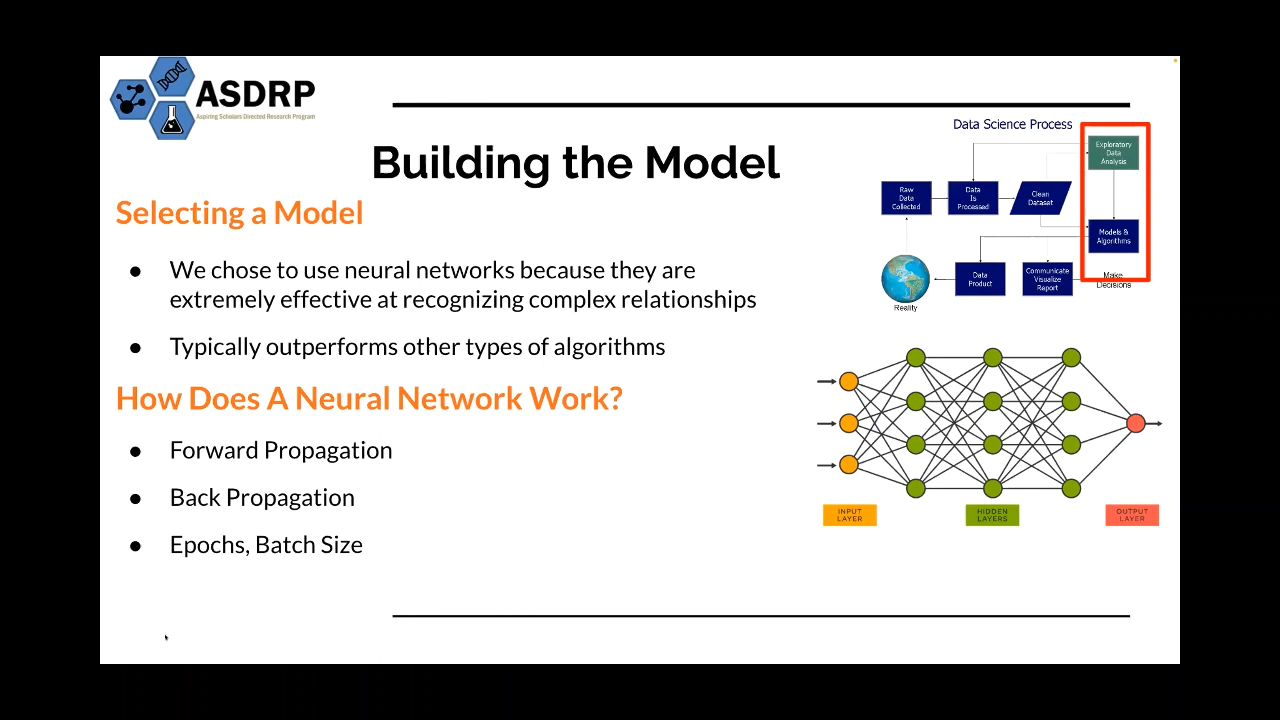 ASDRP
Aspiring Scholars Directed Research Program
Building the Model
Selecting a Model
● We chose to use neural networks because they are
extremely effective at recognizing complex relationships
● Typically outperforms other types of algorithms
How Does A Neural Network Work?
● Forward Propagation
● Back Propagation
● Epochs, Batch Size
Data Science Process
Exploratory
Data
Analysis
Raw
Data
Collected
Data
Is
Processed
Clean
Dataset
Models &
Algorithms
Reality
Data
Product
Communicate
Visualize
Report
Make
Decisions
INPUT
LAYER
HIDDEN
LAYERS
OUTPUT
LAYER